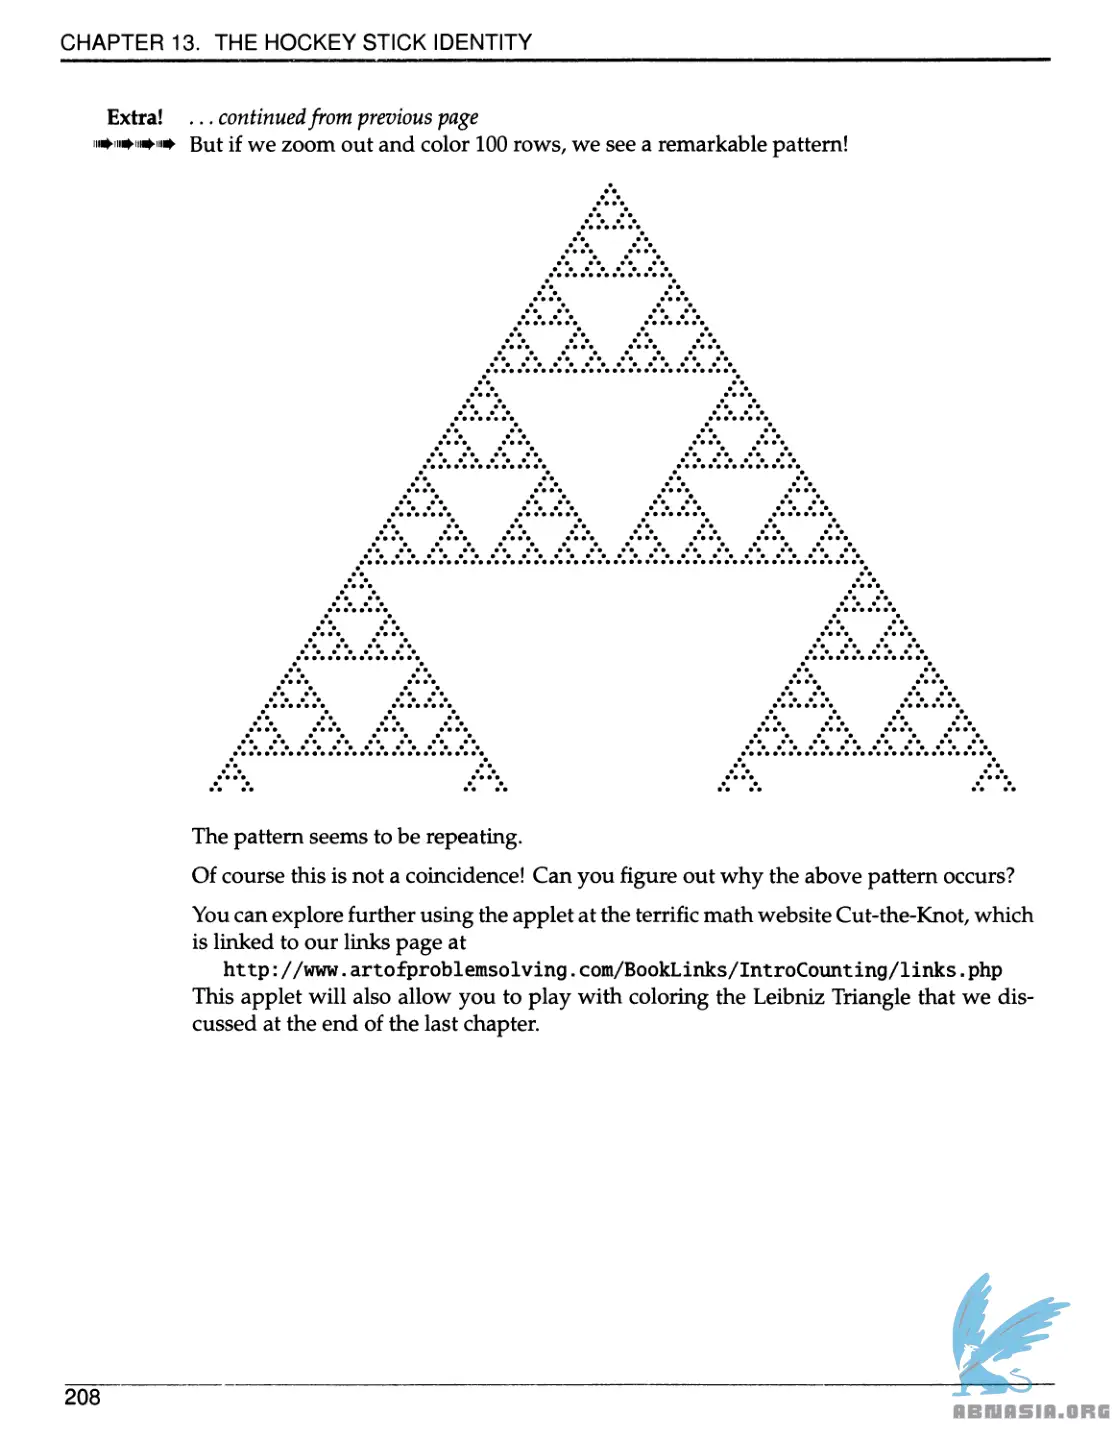 CHAPTER 13. THE HOCKEY STICK IDENTITY
Extra! ... continued from previous page
But if we zoom out and color 100 rows, we see a remarkable pattern!
The pattern seems to be repeating.
Of course this is not a coincidence! Can you figure out why the above pattern occurs?
You can explore further using the applet at the terrific math website Cut-the-Knot, which
is linked to our links page at
http://www.artofproblemsolving.com/BookLinks/IntroCounting/links.php
This applet will also allow you to play with coloring the Leibniz Triangle that we dis-
cussed at the end of the last chapter.
208
ABNASIA.ORG